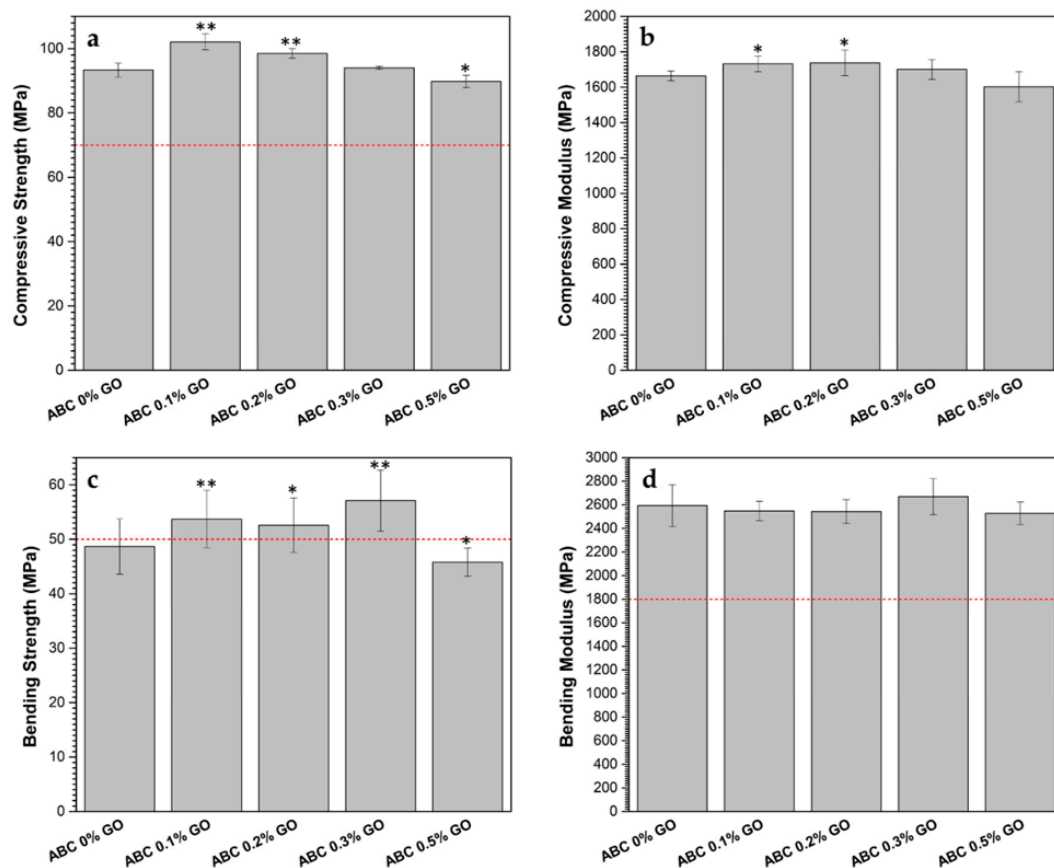 a
Compressive Strength (MPa)
100
80
60
40
20
0
**
**
*
ABC 0% GO
ABC 0.1% GO
ABC 0.2% GO
ABC 0.3% GO
ABC 0.5% GO
b
Compressive Modulus (MPa)
2000
1800
1600
1400
1200
1000
800
600
400
200
0
*
*
ABC 0% GO
ABC 0.1% GO
ABC 0.2% GO
ABC 0.3% GO
ABC 0.5% GO
c
Bending Strength (MPa)
60
50
40
30
20
10
0
**
*
**
*
ABC 0% GO
ABC 0.1% GO
ABC 0.2% GO
ABC 0.3% GO
ABC 0.5% GO
d
Bending Modulus (MPa)
3000
2800
2600
2400
2200
2000
1800
1600
1400
1200
1000
800
600
400
200
0
ABC 0% GO
ABC 0.1% GO
ABC 0.2% GO
ABC 0.3% GO
ABC 0.5% GO